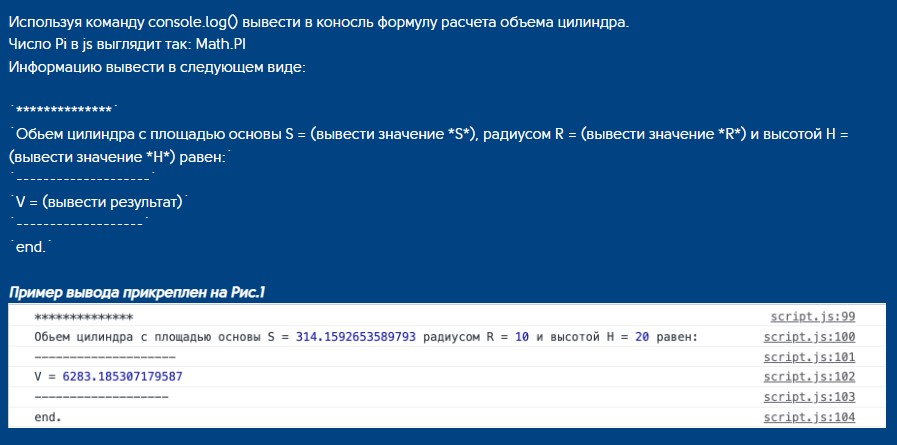 Используя команду console.log() вывести в коносль формулу расчета объема цилиндра.
Число Pi в js выглядит так: Math.PI
Информацию вывести в следующем виде:
`**************`
`Обьем цилиндра с площадью основы S = (вывести значение *S*), радиусом R = (вывести значение *R*) и высотой H =
(вывести значение *H*) равен:`
`--------------------`
`V = (вывести результат)`
`-------------------`
`end.`
Пример вывода прикреплен на Рис.1
************** script.js:99
Обьем цилиндра с площадью основы S = 314.1592653589793 радиусом R = 10 и высотой H = 20 равен: script.js:100
--------------------- script.js:101
V = 6283.185307179587 script.js:102
-------------------- script.js:103
end. script.js:104